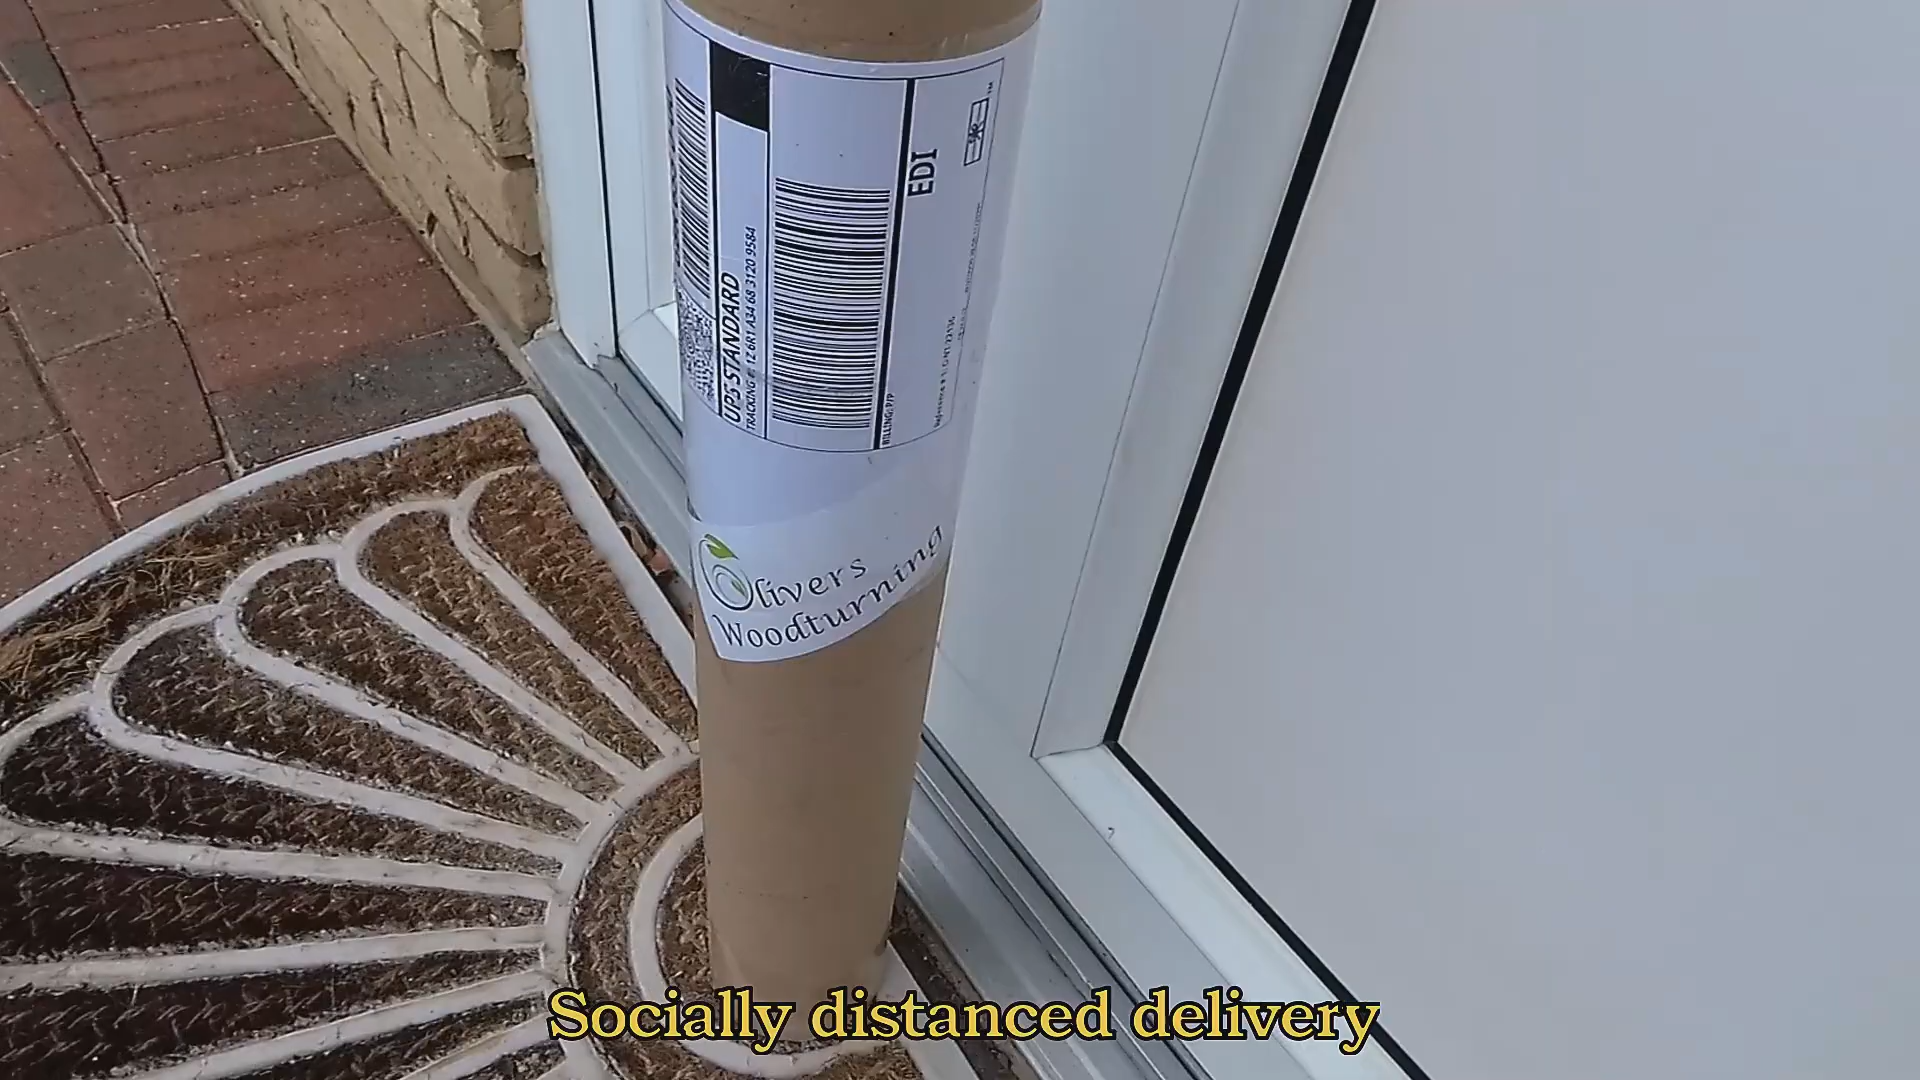 UPS STANDARD
TRACKING #: 1Z 6R1 A34 68 3120 9584
BILLING: P/P
EDI
Olivers
Woodturning
Socially distanced delivery